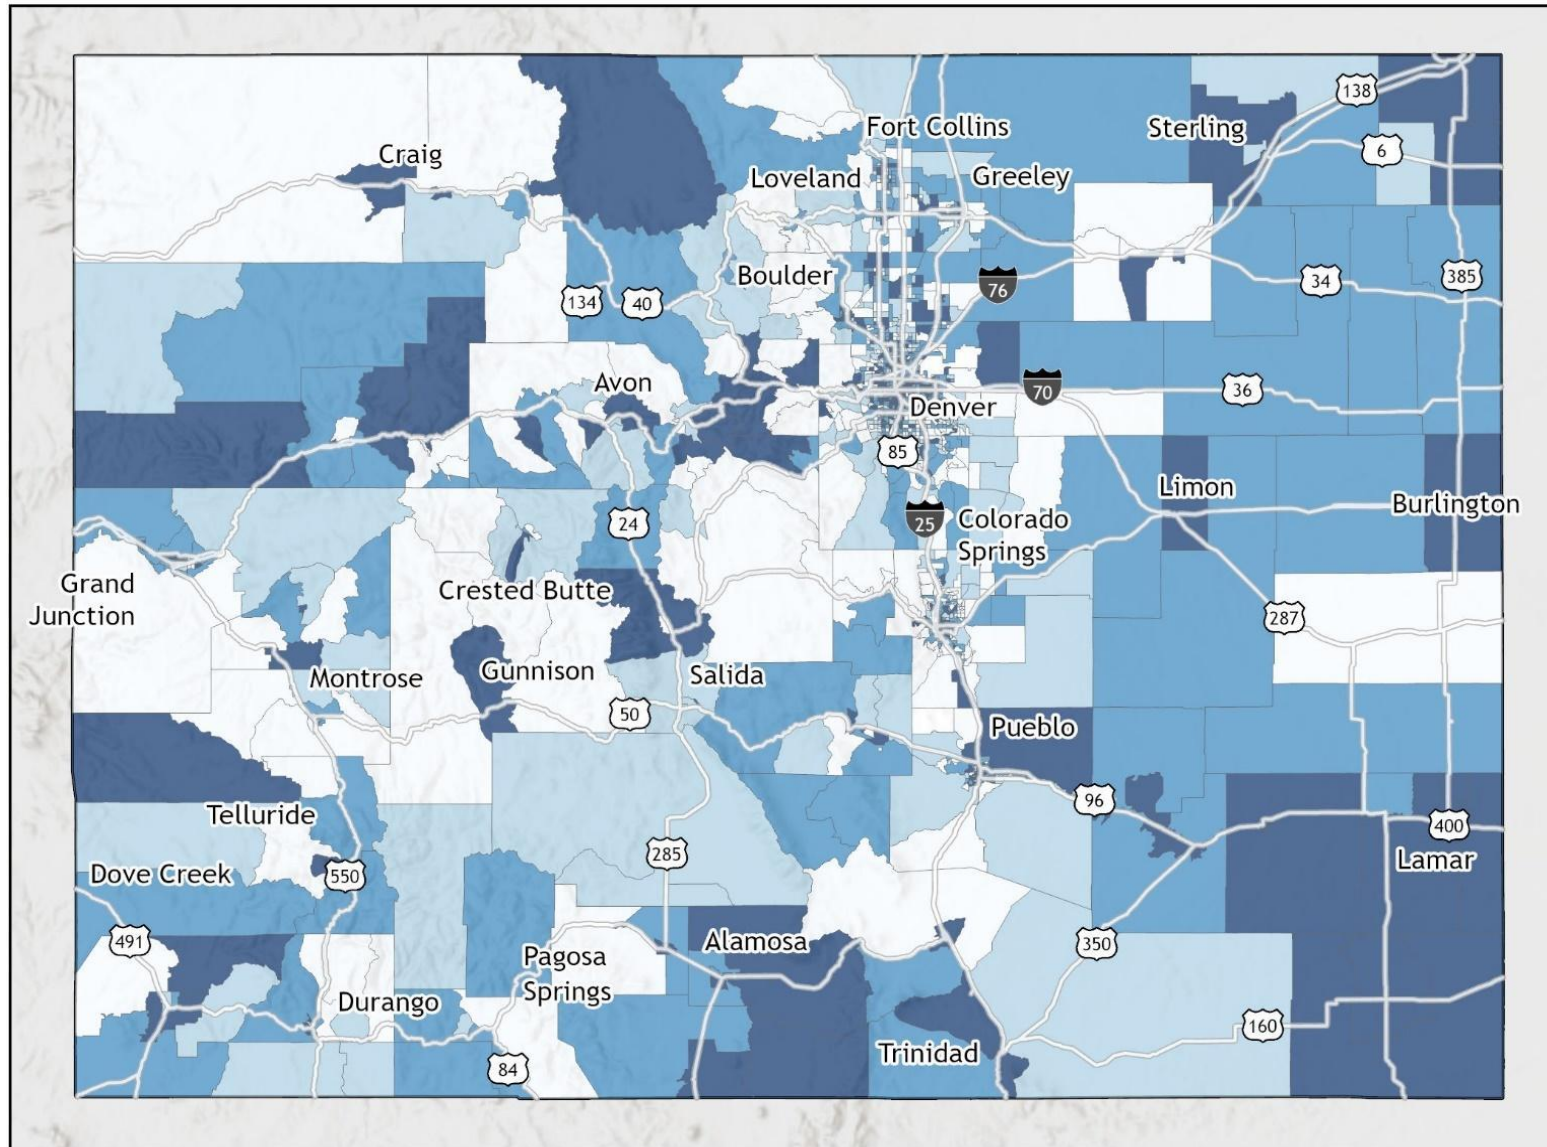 138
Fort Collins
Sterling
Craig
6
Loveland
Greeley
Boulder
76
34
385
134
40
Avon
70
36
Denver
85
Limon
Burlington
24
25
Colorado
Springs
Grand
Junction
Crested Butte
287
Montrose
Gunnison
Salida
50
Pueblo
96
Telluride
400
285
Lamar
Dove Creek
550
491
Alamosa
350
Pagosa
Springs
Durango
160
Trinidad
84